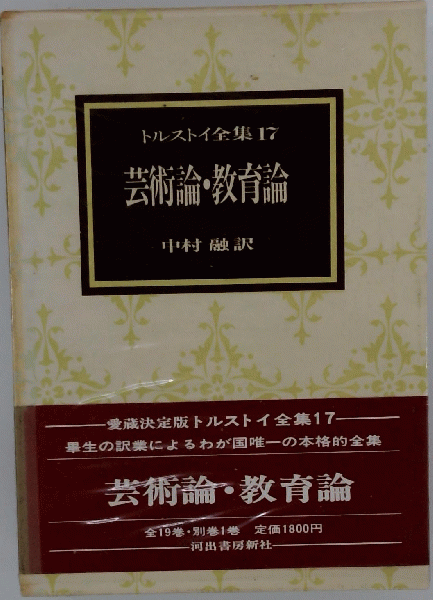 トルストイ全集17
芸術論・教育論
中村 融訳
愛蔵決定版トルストイ全集17
畢生の訳業によるわが国唯一の本格的全集
芸術論・教育論
全19巻・別巻1巻 定価1800円
河出書房新社